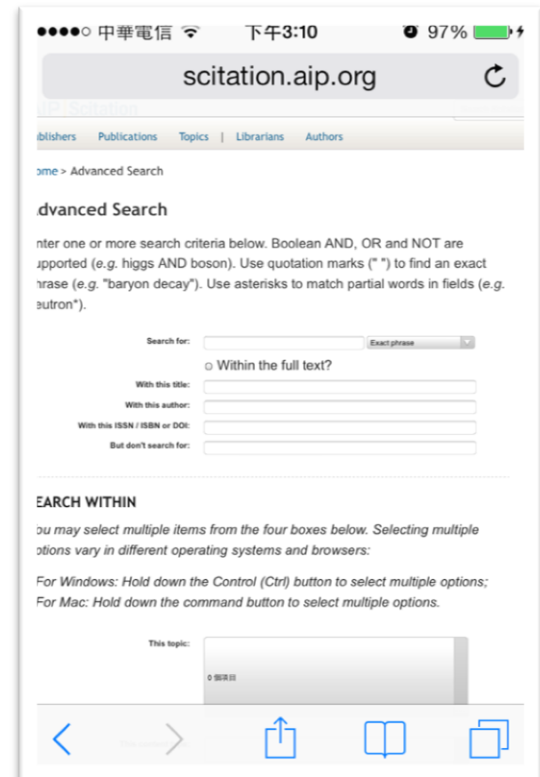 中華電信 下午3:10 97%
scitation.aip.org
AIP | Scitation
blishers Publications Topics | Librarians Authors
ome > Advanced Search
dvanced Search
nter one or more search criteria below. Boolean AND, OR and NOT are
upported (e.g. higgs AND boson). Use quotation marks (" ") to find an exact
hrase (e.g. "baryon decay"). Use asterisks to match partial words in fields (e.g.
eutron*).
Search for: Exact phrase
Within the full text?
With this title:
With this author:
With this ISSN / ISBN or DOI:
But don't search for:
EARCH WITHIN
ou may select multiple items from the four boxes below. Selecting multiple
ptions vary in different operating systems and browsers:
For Windows: Hold down the Control (Ctrl) button to select multiple options;
For Mac: Hold down the command button to select multiple options.
This topic:
0 個項目